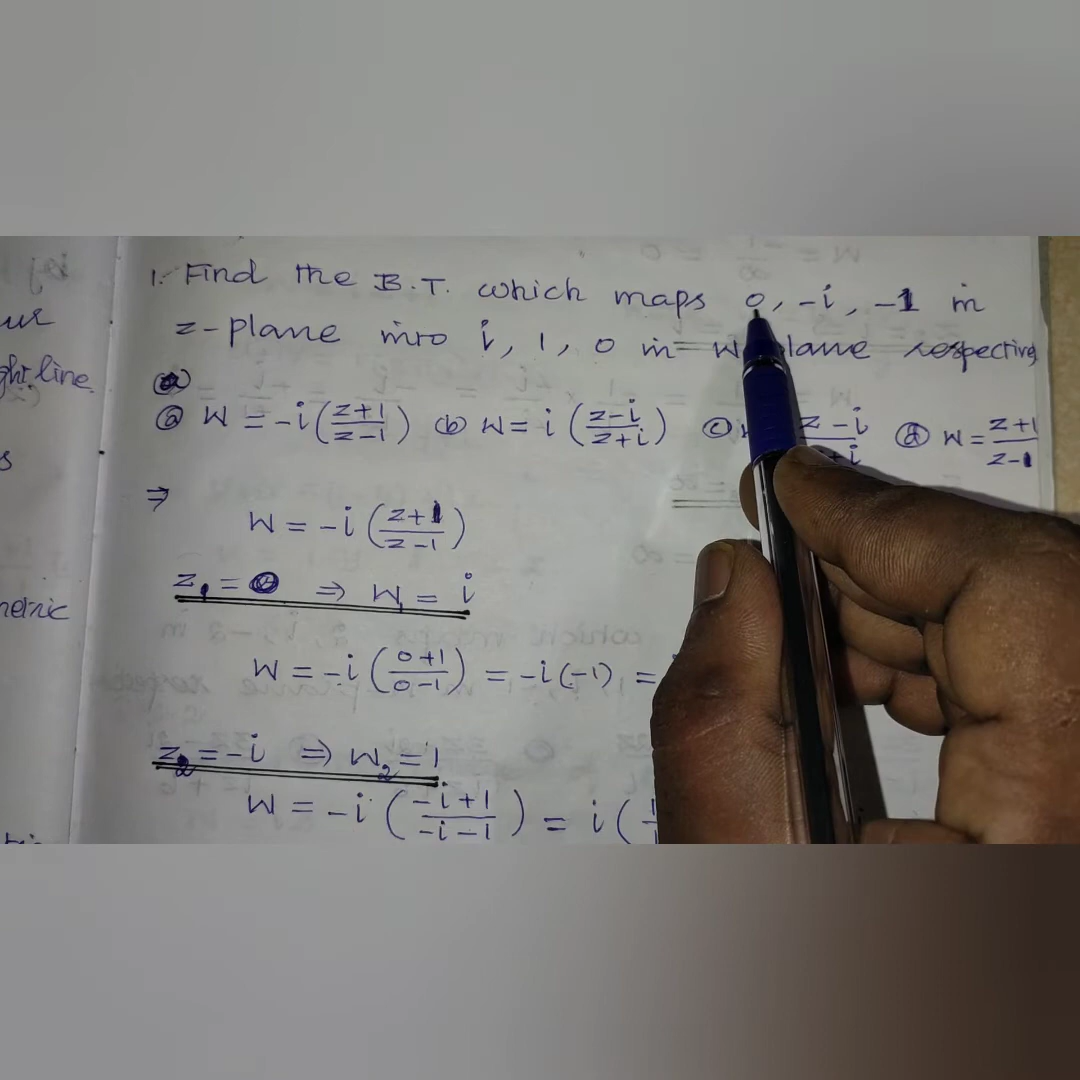 1. Find the B.T. which maps 0, -i, -1 in
z-plane into i, 1, 0 in w plane
(a) W = -i((z+1)/(z-1)) (b) W = i((z-i)/(z+i)) (c) z-i (d) W = (z+1)/(z-1)
⇒
W = -i((z+1)/(z-1))
z₁ = 0 ⇒ W₁ = i
W = -i((0+1)/(0-1)) = -i(-1) =
z₂ = -i ⇒ W₂ = 1
W = -i((-i+1)/(-i-1)) = i(